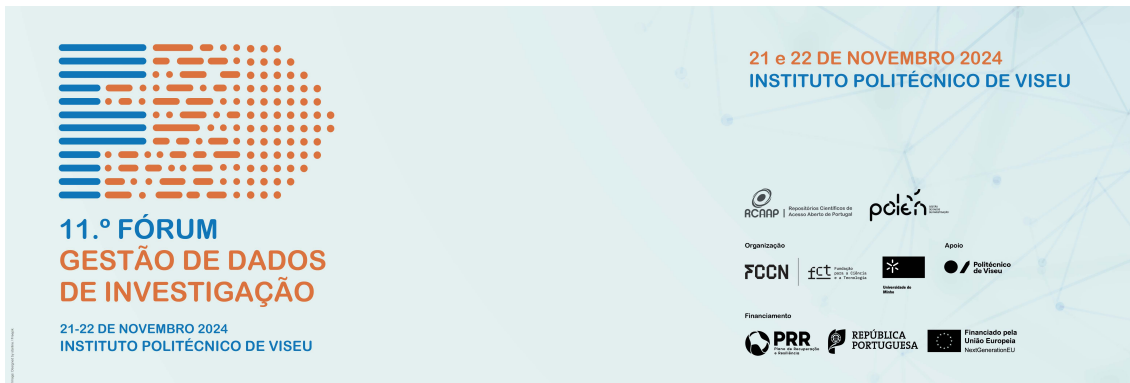 11.º FÓRUM
GESTÃO DE DADOS
DE INVESTIGAÇÃO
21-22 DE NOVEMBRO 2024
INSTITUTO POLITÉCNICO DE VISEU
21 e 22 DE NOVEMBRO 2024
INSTITUTO POLITÉCNICO DE VISEU
RCAAP
Repositórios Científicos de
Acesso Aberto de Portugal
polen
Organização
FCCN
fct
Fundação
para a Ciência
e a Tecnologia
Universidade do
Minho
Apoio
Politécnico
de Viseu
Financiamento
PRR
Plano de Recuperação
e Resiliência
REPÚBLICA
PORTUGUESA
Financiado pela
União Europeia
NextGenerationEU